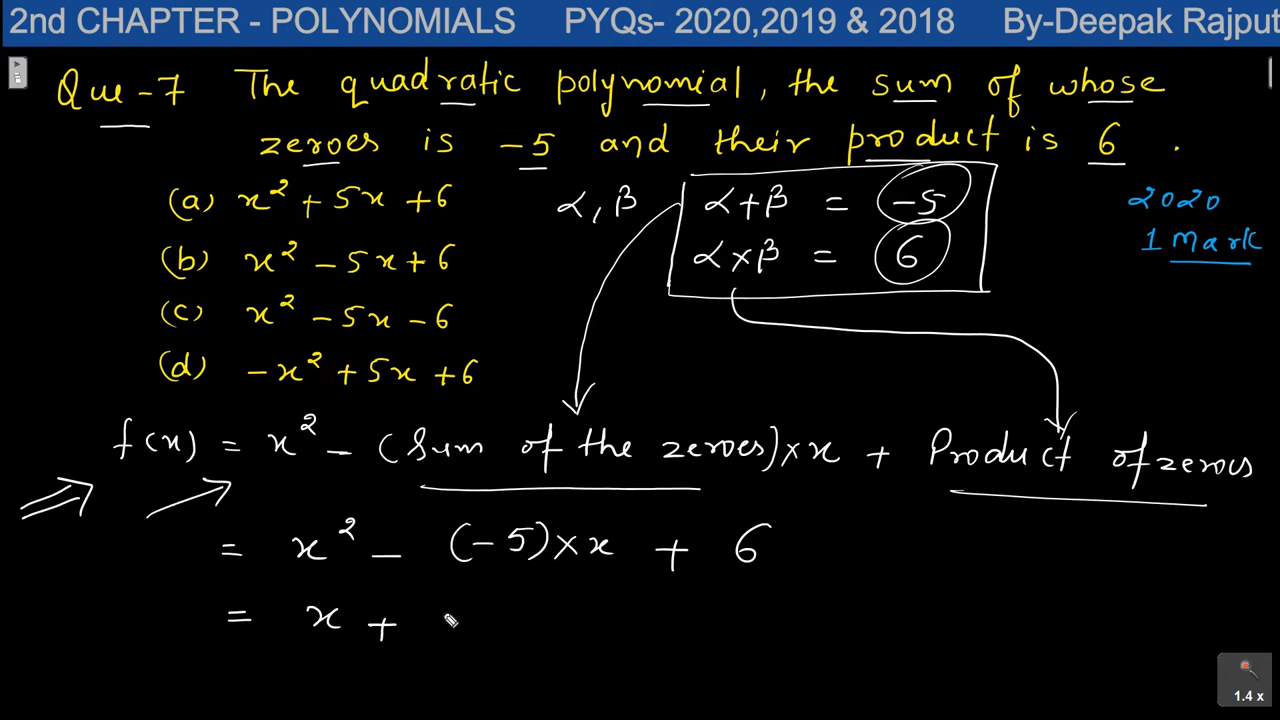 2nd CHAPTER - POLYNOMIALS PYQs- 2020,2019 & 2018 By-Deepak Rajput
Que-7 The quadratic polynomial, the sum of whose
zeroes is -5 and their product is 6 .
(a) x² + 5x + 6
(b) x² - 5x + 6
(c) x² - 5x - 6
(d) -x² + 5x + 6
α, β
α+β = -5
α×β = 6
2020
1 Mark
f(x) = x² - (Sum of the zeroes)×x + Product of zeroes
= x² - (-5)×x + 6
= x +
1.4 x